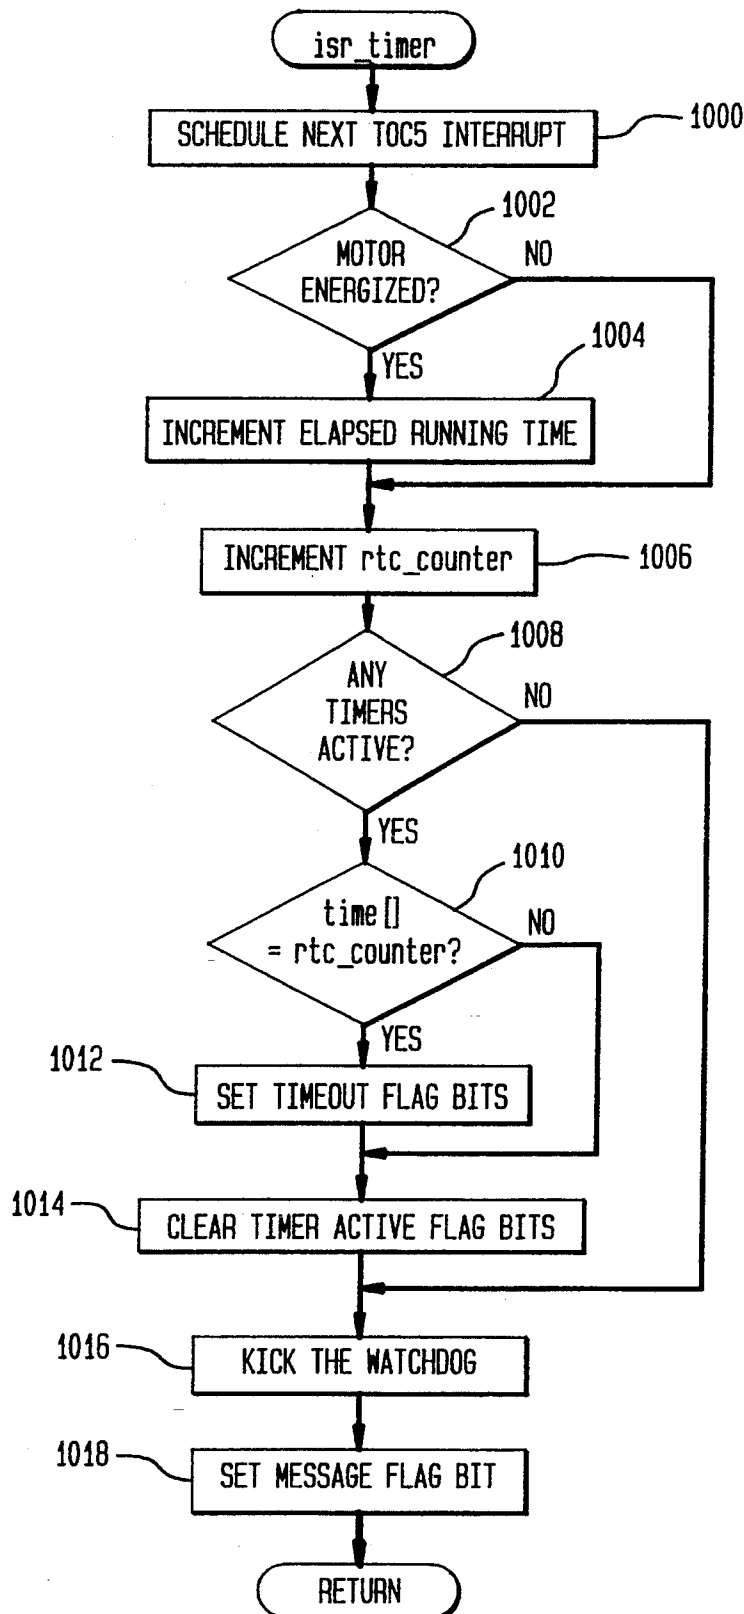 isr_timer
SCHEDULE NEXT TOC5 INTERRUPT
1000
1002
MOTOR
ENERGIZED?
NO
YES
1004
INCREMENT ELAPSED RUNNING TIME
INCREMENT rtc_counter
1006
1008
ANY
TIMERS
ACTIVE?
NO
YES
1010
time[]
= rtc_counter?
NO
YES
1012
SET TIMEOUT FLAG BITS
1014
CLEAR TIMER ACTIVE FLAG BITS
1016
KICK THE WATCHDOG
1018
SET MESSAGE FLAG BIT
RETURN